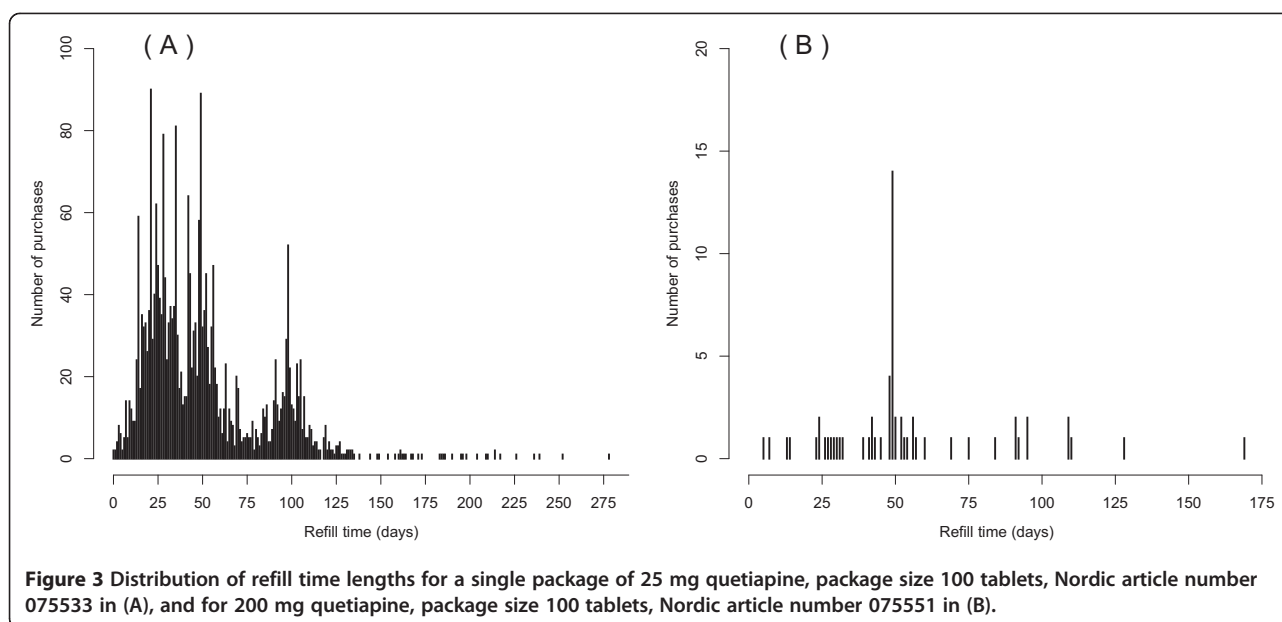 ( A )
100
80
60
40
20
0
Number of purchases
0 25 50 75 100 125 150 175 200 225 250 275
Refill time (days)
( B )
20
15
10
5
0
Number of purchases
0 25 50 75 100 125 150 175
Refill time (days)
Figure 3 Distribution of refill time lengths for a single package of 25 mg quetiapine, package size 100 tablets, Nordic article number
075533 in (A), and for 200 mg quetiapine, package size 100 tablets, Nordic article number 075551 in (B).